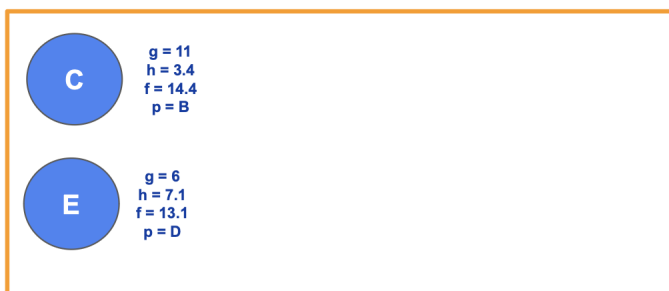 C
g = 11
h = 3.4
f = 14.4
p = B
E
g = 6
h = 7.1
f = 13.1
p = D